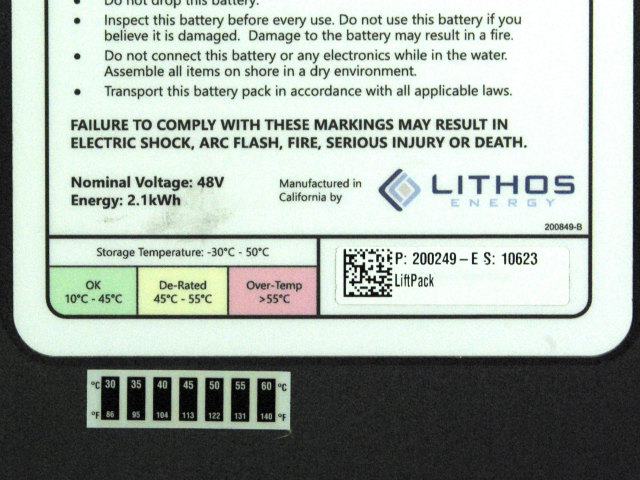 Do not drop this battery.
• Inspect this battery before every use. Do not use this battery if you
believe it is damaged. Damage to the battery may result in a fire.
• Do not connect this battery or any electronics while in the water.
Assemble all items on shore in a dry environment.
• Transport this battery pack in accordance with all applicable laws.
FAILURE TO COMPLY WITH THESE MARKINGS MAY RESULT IN
ELECTRIC SHOCK, ARC FLASH, FIRE, SERIOUS INJURY OR DEATH.
Nominal Voltage: 48V
Energy: 2.1kWh
Manufactured in
California by
LITHOS
ENERGY
200849-B
Storage Temperature: -30°C - 50°C
OK
10°C - 45°C
De-Rated
45°C - 55°C
Over-Temp
>55°C
P: 200249-E S: 10623
LiftPack
°C 30 35 40 45 50 55 60 °C
°F 86 95 104 113 122 131 140 °F